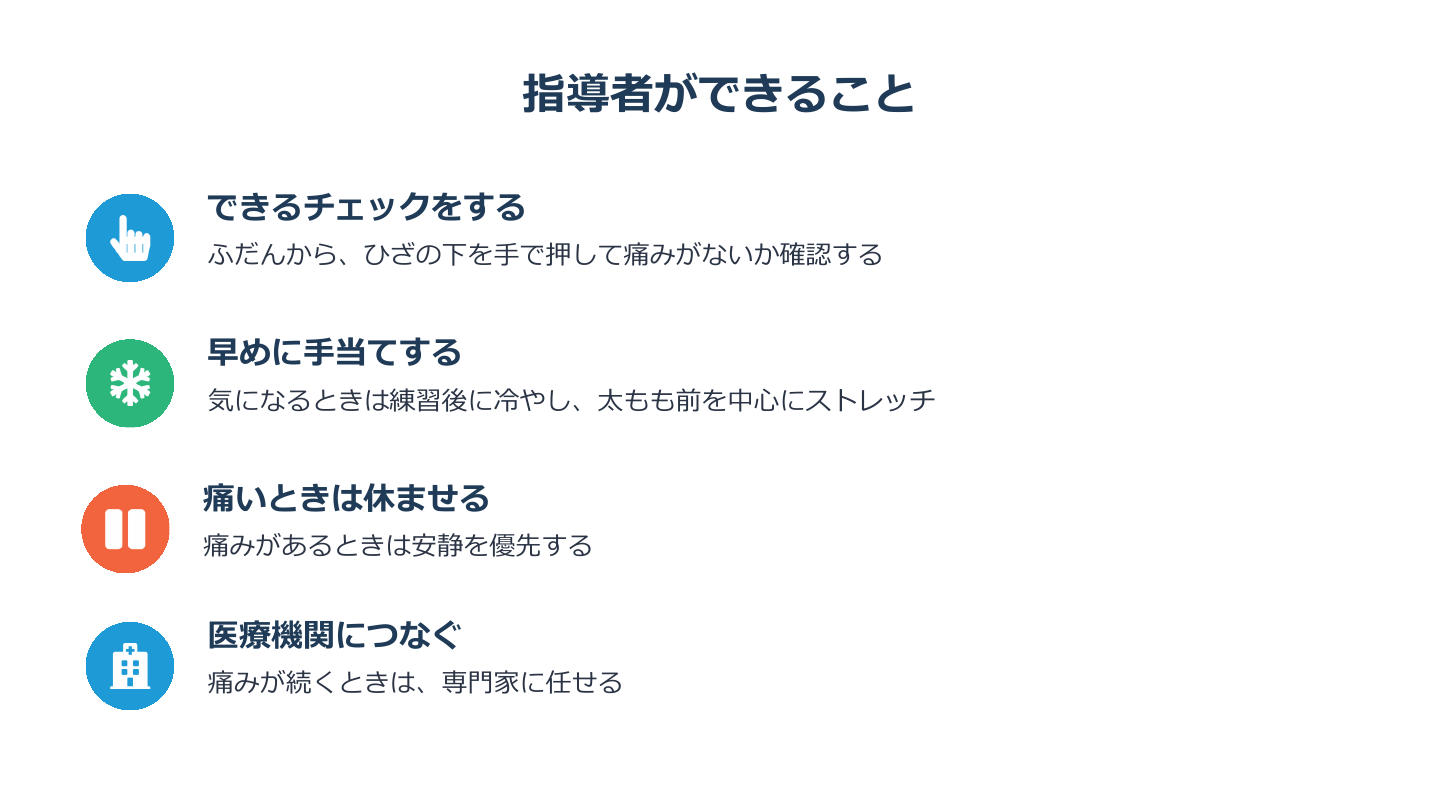 指導者ができること
できるチェックをする
ふだんから、ひざの下を手で押して痛みがないか確認する
早めに手当てする
気になるときは練習後に冷やし、太もも前を中心にストレッチ
痛いときは休ませる
痛みがあるときは安静を優先する
医療機関につなぐ
痛みが続くときは、専門家に任せる